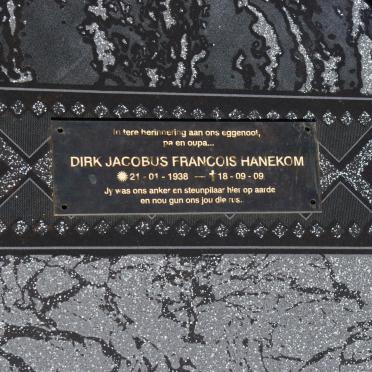 In tere herinnering aan ons eggenoot,
pa en oupa...
DIRK JACOBUS FRANCOIS HANEKOM
21 - 01 - 1938 — 18 - 09 - 09
Jy was ons anker en steunpilaar hier op aarde
en nou gun ons jou die rus.